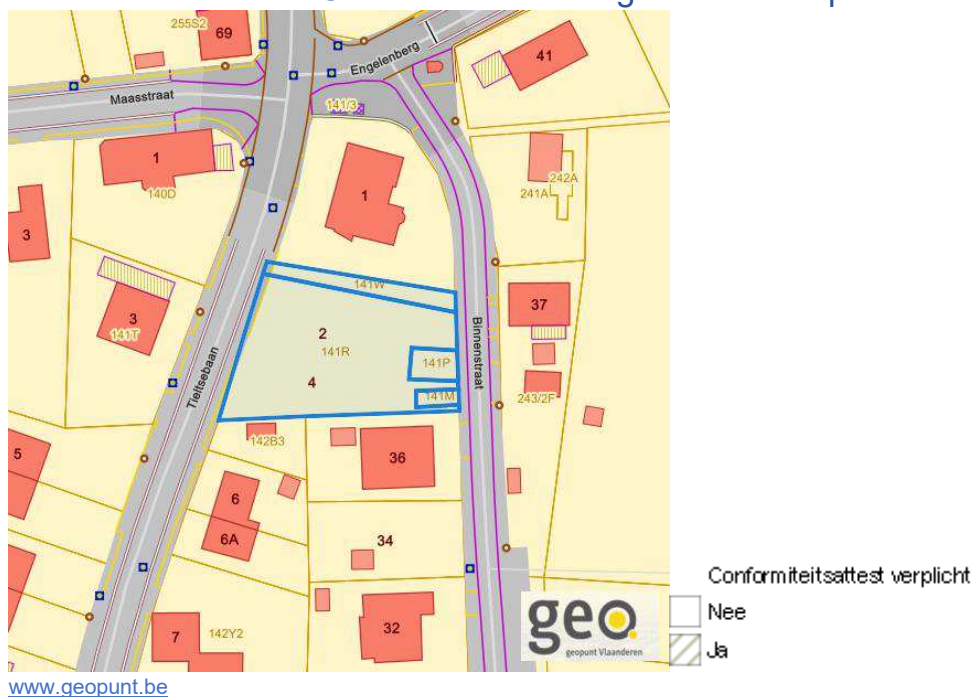 255S2
69
41
Engelenberg
Maasstraat
141/3
1
1
140D
242A
241A
3
141W
37
3
141T
2
141R
141P
Binnenstraat
4
Tieltsebaan
141M
243/2F
142B3
5
36
6
6A
34
Conformiteitsattest verplicht
geo
Nee
7
142Y2
32
geopunt Vlaanderen
Ja
www.geopunt.be